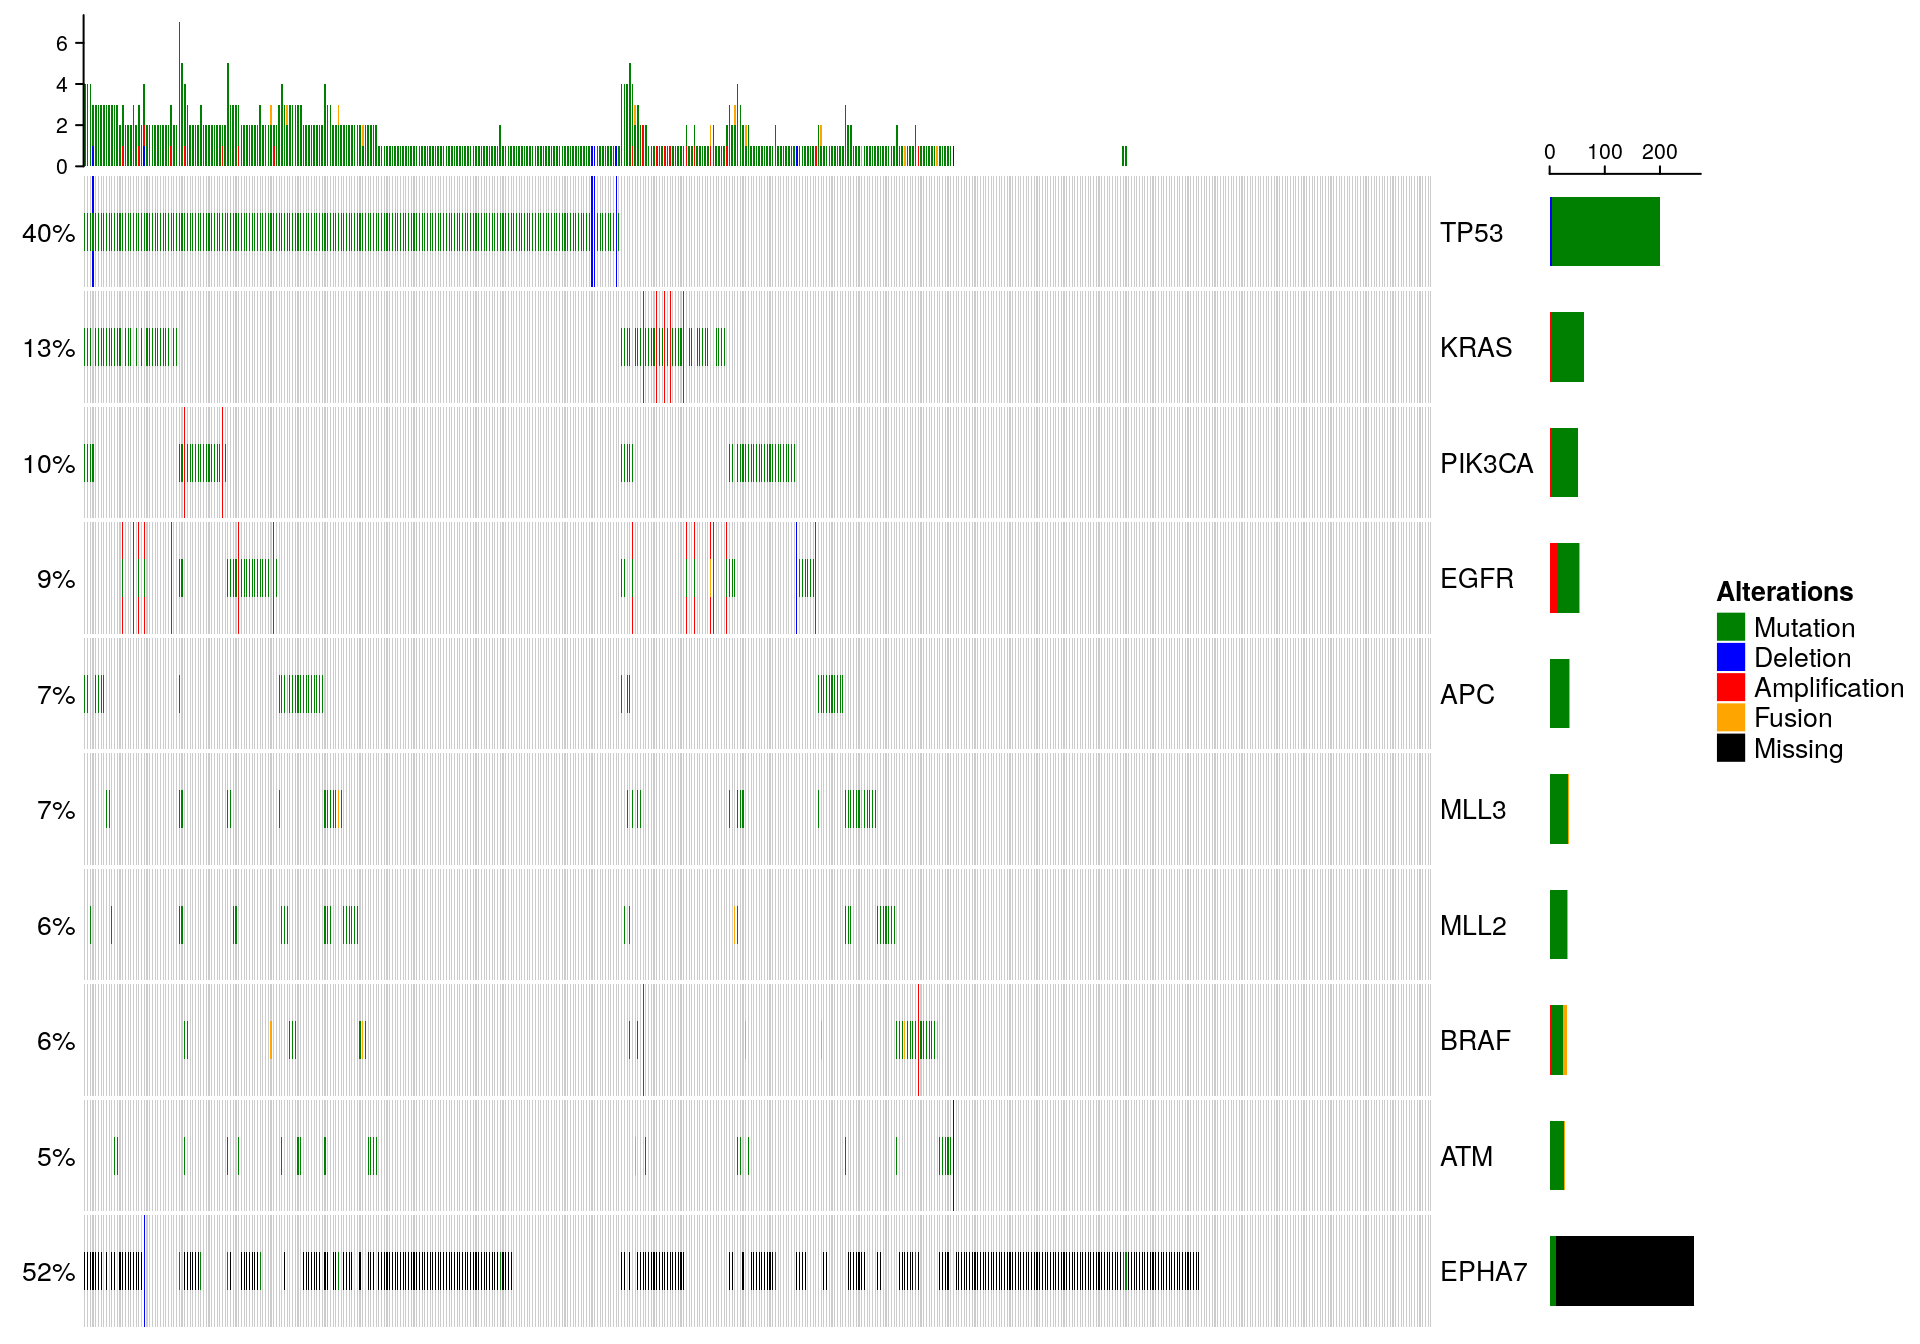 6
4
2
0
0 100 200
40% TP53
13% KRAS
10% PIK3CA
9% EGFR
7% APC
7% MLL3
6% MLL2
6% BRAF
5% ATM
52% EPHA7
Alterations
Mutation
Deletion
Amplification
Fusion
Missing